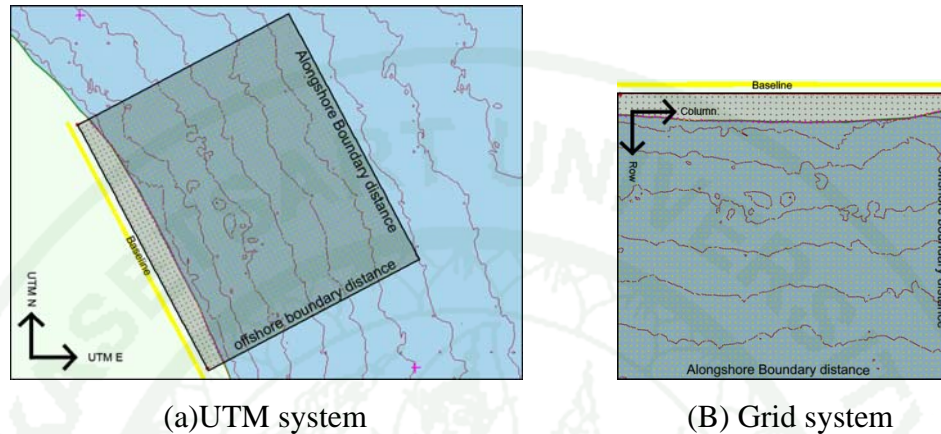 Alongshore Boundary distance
Baseline
offshore boundary distance
UTM N
UTM E
(a)UTM system
Baseline
Column
Row
Alongshore Boundary distance
(B) Grid system